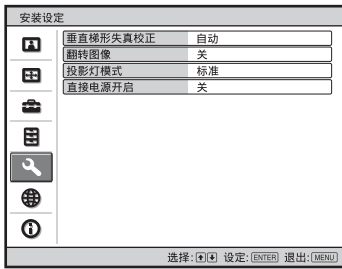 安装设定
垂直梯形失真校正 自动
翻转图像 关
投影灯模式 标准
直接电源开启 关
选择: 设定: ENTER 退出: MENU